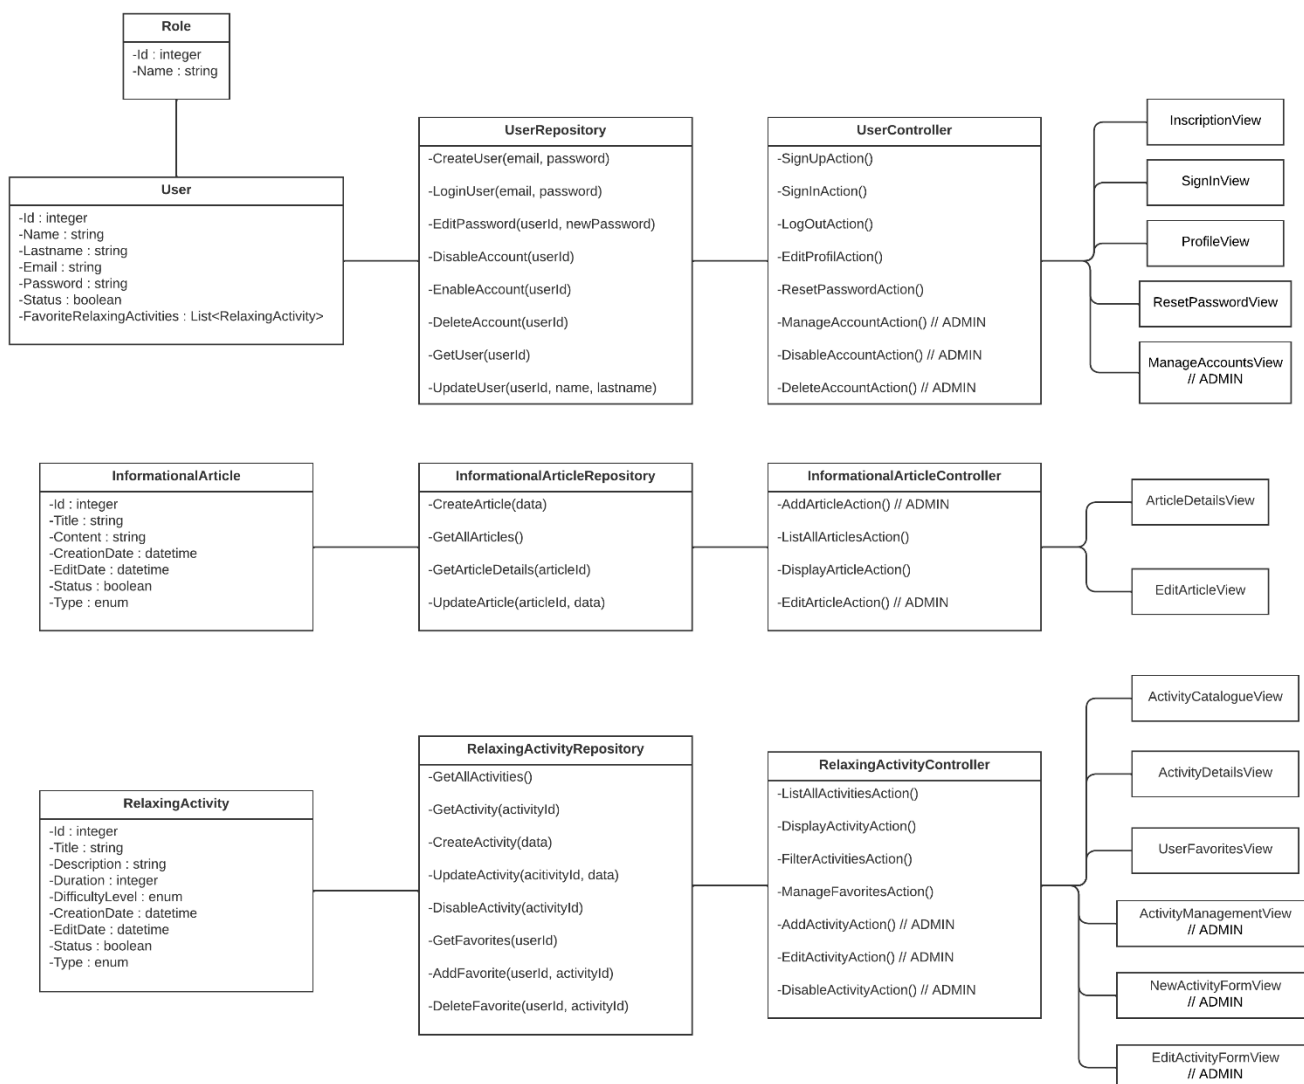 Role
-Id : integer
-Name : string
User
-Id : integer
-Name : string
-Lastname : string
-Email : string
-Password : string
-Status : boolean
-FavoriteRelaxingActivities : List<RelaxingActivity>
UserRepository
-CreateUser(email, password)
-LoginUser(email, password)
-EditPassword(userId, newPassword)
-DisableAccount(userId)
-EnableAccount(userId)
-DeleteAccount(userId)
-GetUser(userId)
-UpdateUser(userId, name, lastname)
UserController
-SignUpAction()
-SignInAction()
-LogOutAction()
-EditProfilAction()
-ResetPasswordAction()
-ManageAccountAction() // ADMIN
-DisableAccountAction() // ADMIN
-DeleteAccountAction() // ADMIN
InscriptionView
SignInView
ProfileView
ResetPasswordView
ManageAccountsView
// ADMIN
InformationalArticle
-Id : integer
-Title : string
-Content : string
-CreationDate : datetime
-EditDate : datetime
-Status : boolean
-Type : enum
InformationalArticleRepository
-CreateArticle(data)
-GetAllArticles()
-GetArticleDetails(articleId)
-UpdateArticle(articleId, data)
InformationalArticleController
-AddArticleAction() // ADMIN
-ListAllArticlesAction()
-DisplayArticleAction()
-EditArticleAction() // ADMIN
ArticleDetailsView
EditArticleView
RelaxingActivity
-Id : integer
-Title : string
-Description : string
-Duration : integer
-DifficultyLevel : enum
-CreationDate : datetime
-EditDate : datetime
-Status : boolean
-Type : enum
RelaxingActivityRepository
-GetAllActivities()
-GetActivity(activityId)
-CreateActivity(data)
-UpdateActivity(acitivityId, data)
-DisableActivity(activityId)
-GetFavorites(userId)
-AddFavorite(userId, activityId)
-DeleteFavorite(userId, activityId)
RelaxingActivityController
-ListAllActivitiesAction()
-DisplayActivityAction()
-FilterActivitiesAction()
-ManageFavoritesAction()
-AddActivityAction() // ADMIN
-EditActivityAction() // ADMIN
-DisableActivityAction() // ADMIN
ActivityCatalogueView
ActivityDetailsView
UserFavoritesView
ActivityManagementView
// ADMIN
NewActivityFormView
// ADMIN
EditActivityFormView
// ADMIN